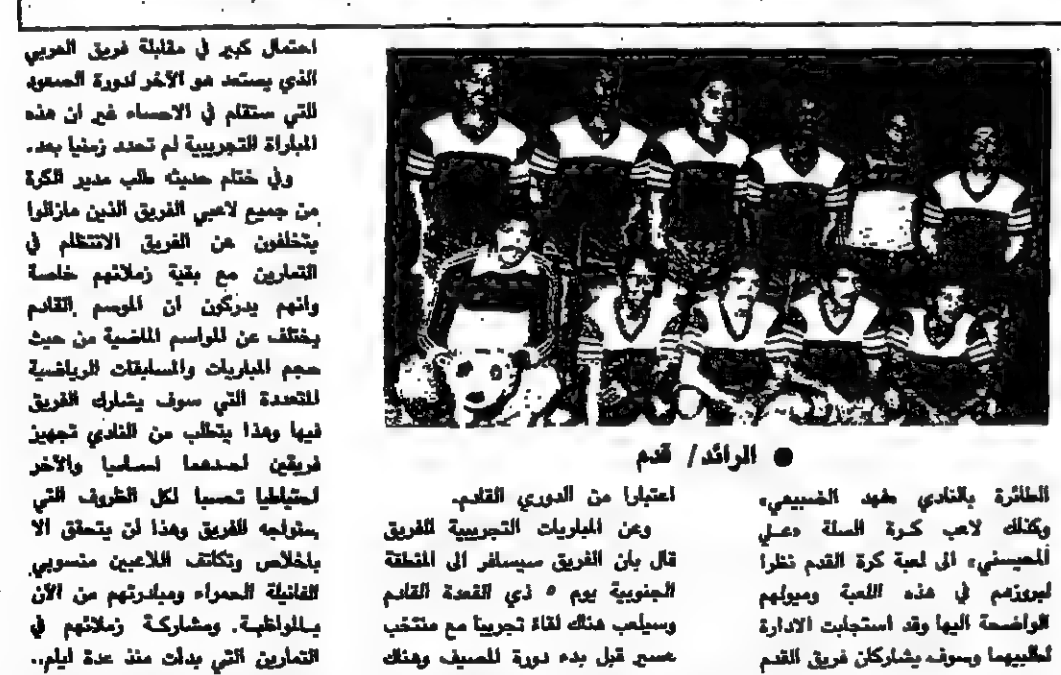 ● الرائد/ قدم
الطائرة بالنادي «فهد الضبيعي»
وكذلك لاعب كرة السلة «علي
المحيسني» الى لعبة كرة القدم نظرا
لبروزهم في هذه اللعبة وميولهم
الواضحة اليها وقد استجابت الادارة
لطلبيهما وسوف يشاركان فريق القدم
اعتبارا من الدوري القادم.
وعن المباريات التجريبية للفريق
قال بان الفريق سيسافر الى المنطقة
الجنوبية يوم ٥ ذي القعدة القادم
وسيلعب هناك لقاءً تجريبيا مع منتخب
عسير قبل بدء دورة الصيف وهناك
احتمال كبير في مقابلة فريق العربي
الذي يستعد هو الآخر لدورة الصعود
التي ستقام في الاحساء غير ان هذه
المباراة التجريبية لم تحدد زمنيا بعد.
وفي ختام حديثه طلب مدير الكرة
من جميع لاعبي الفريق الذين مازالوا
يتخلفون عن الفريق الانتظام في
التمارين مع بقية زملائهم خاصة
وانهم يدركون ان الموسم القادم
يختلف عن المواسم الماضية من حيث
حجم المباريات والمسابقات الرياضية
المتعددة التي سوف يشارك الفريق
فيها وهذا يتطلب من النادي تجهيز
فريقين احدهما اساسيا والآخر
احتياطيا تحسبا لكل الظروف التي
ستواجه الفريق وهذا لن يتحقق الا
باخلاص وتكاتف اللاعبين منسوبي
الفانيلة الحمراء ومبادرتهم من الآن
بالمواظبة. ومشاركة زملائهم في
التمارين التي بدات منذ عدة ايام..